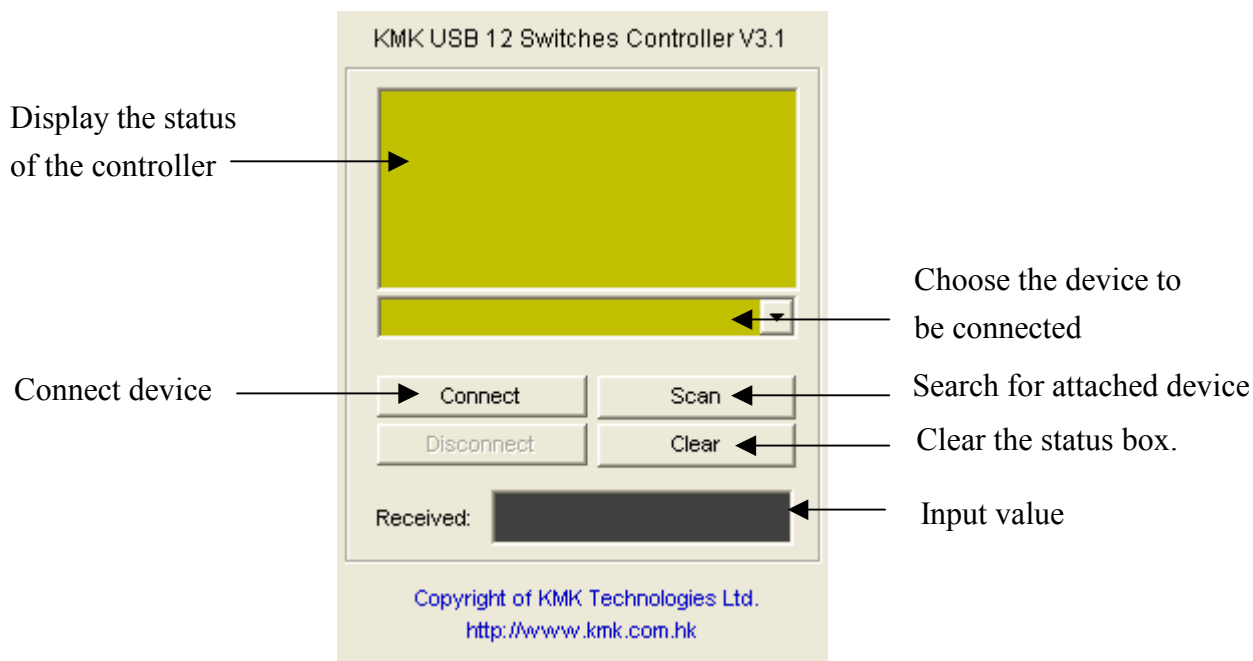 KMK USB 12 Switches Controller V3.1
Display the status
of the controller
Choose the device to
be connected
Connect device
Connect
Scan
Search for attached device
Disconnect
Clear
Clear the status box.
Received:
Input value
Copyright of KMK Technologies Ltd.
http://www.kmk.com.hk